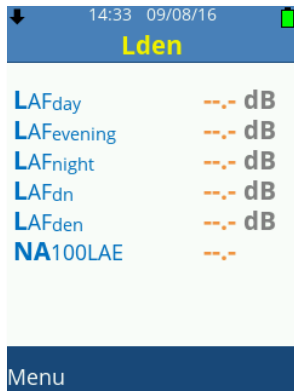 14:33 09/08/16
Lden
LAFday --.- dB
LAFevening --.- dB
LAFnight --.- dB
LAFdn --.- dB
LAFden --.- dB
NA100LAE --.-
Menu